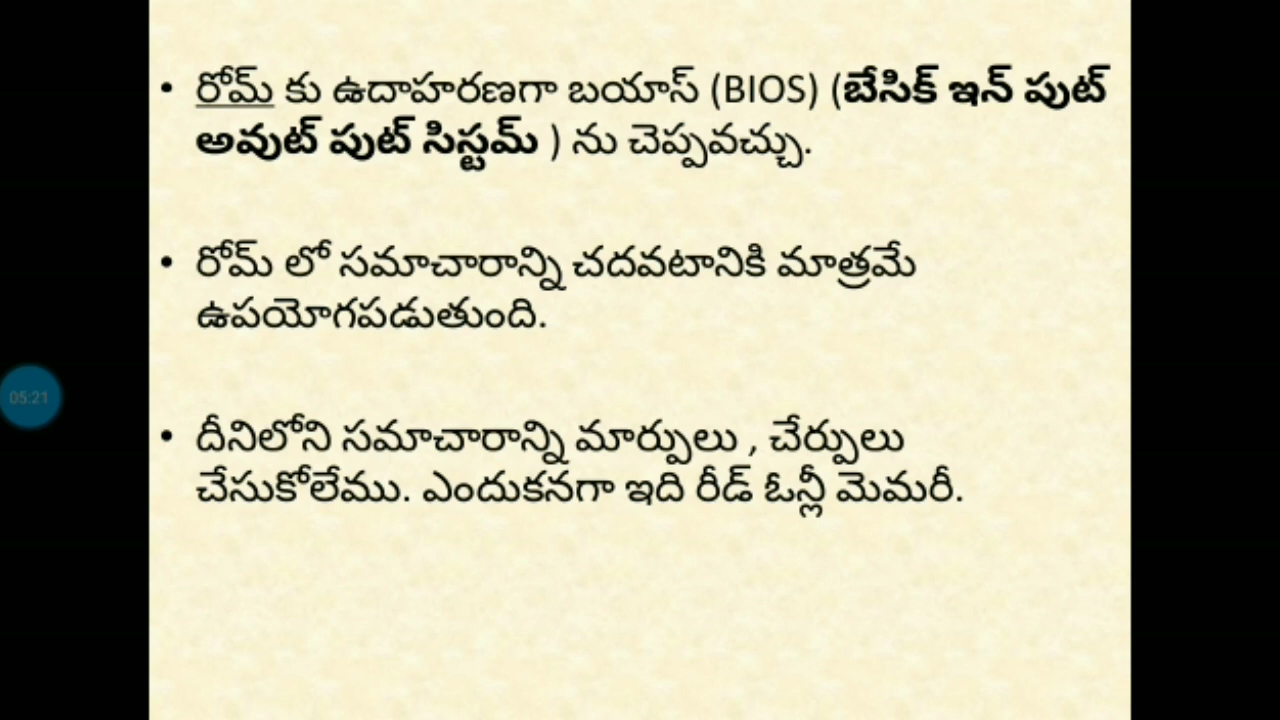 • రోమ్ కు ఉదాహరణగా బయాస్ (BIOS) (బేసిక్ ఇన్ పుట్
అవుట్ పుట్ సిస్టమ్ ) ను చెప్పవచ్చు.
• రోమ్ లో సమాచారాన్ని చదవటానికి మాత్రమే
ఉపయోగపడుతుంది.
05:21
• దీనిలోని సమాచారాన్ని మార్పులు , చేర్పులు
చేసుకోలేము. ఎందుకనగా ఇది రీడ్ ఓన్లీ మెమరీ.